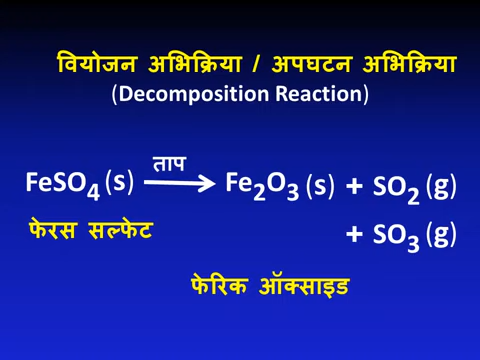 वियोजन अभिक्रिया / अपघटन अभिक्रिया
(Decomposition Reaction)
ताप
FeSO₄ (s) ⟶ Fe₂O₃ (s) + SO₂ (g)
फेरस सल्फेट + SO₃ (g)
फेरिक ऑक्साइड